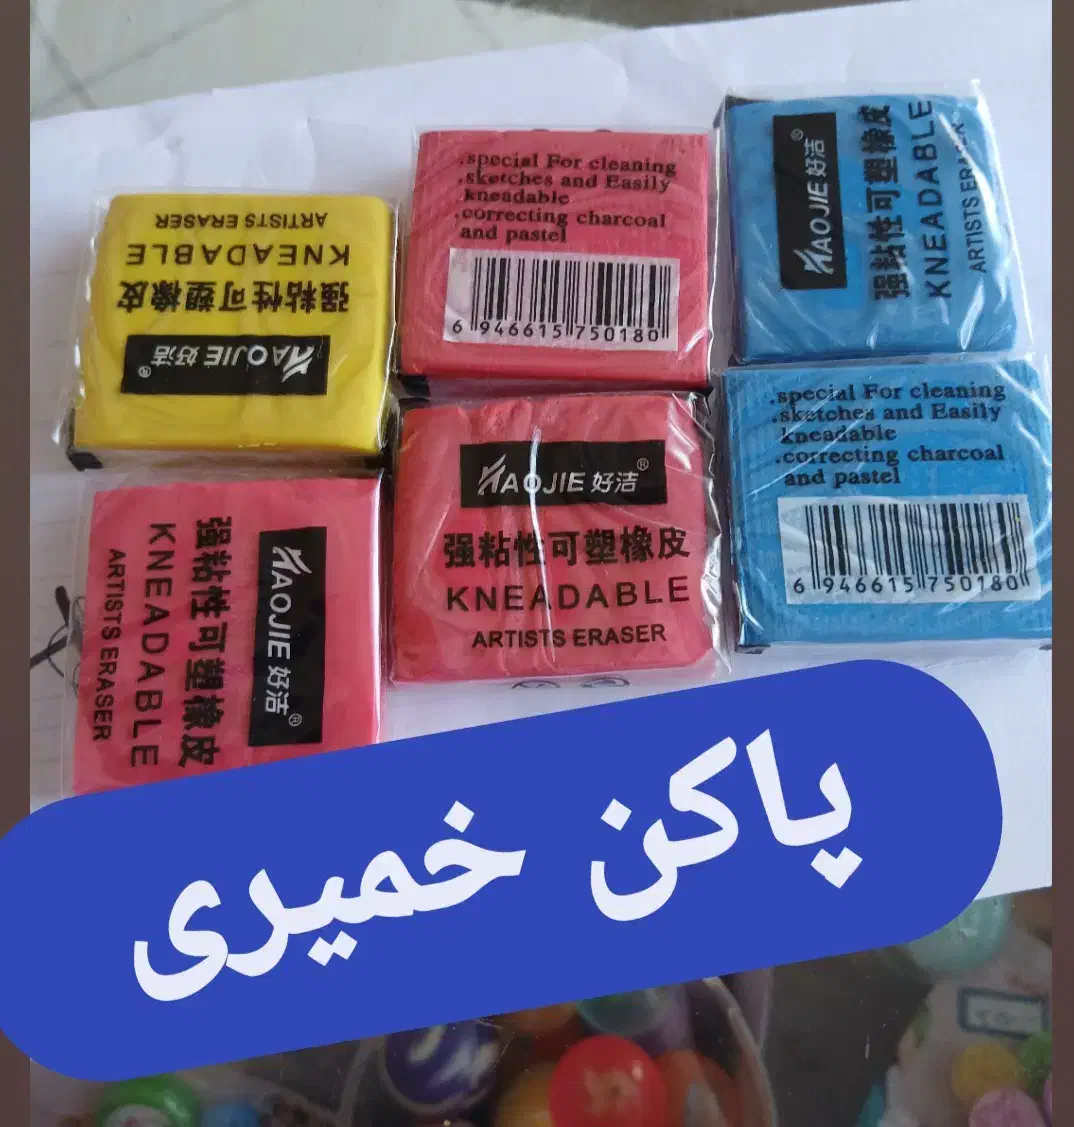 ARTISTS ERASER
KNEADABLE
强粘性可塑橡皮
HAOJIE 好洁®
.special For cleaning
.sketches and Easily
kneadable
.correcting charcoal
and pastel
6 946615 750180
HAOJIE 好洁®
强粘性可塑橡皮
KNEADABLE
ARTISTS ERASER
HAOJIE 好洁®
强粘性可塑橡皮
KNEADABLE
ARTISTS ERASER
HAOJIE 好洁®
强粘性可塑橡皮
KNEADABLE
ARTISTS ERASER
.special For cleaning
.sketches and Easily
kneadable
.correcting charcoal
and pastel
6 946615 750180
پاکن خمیری